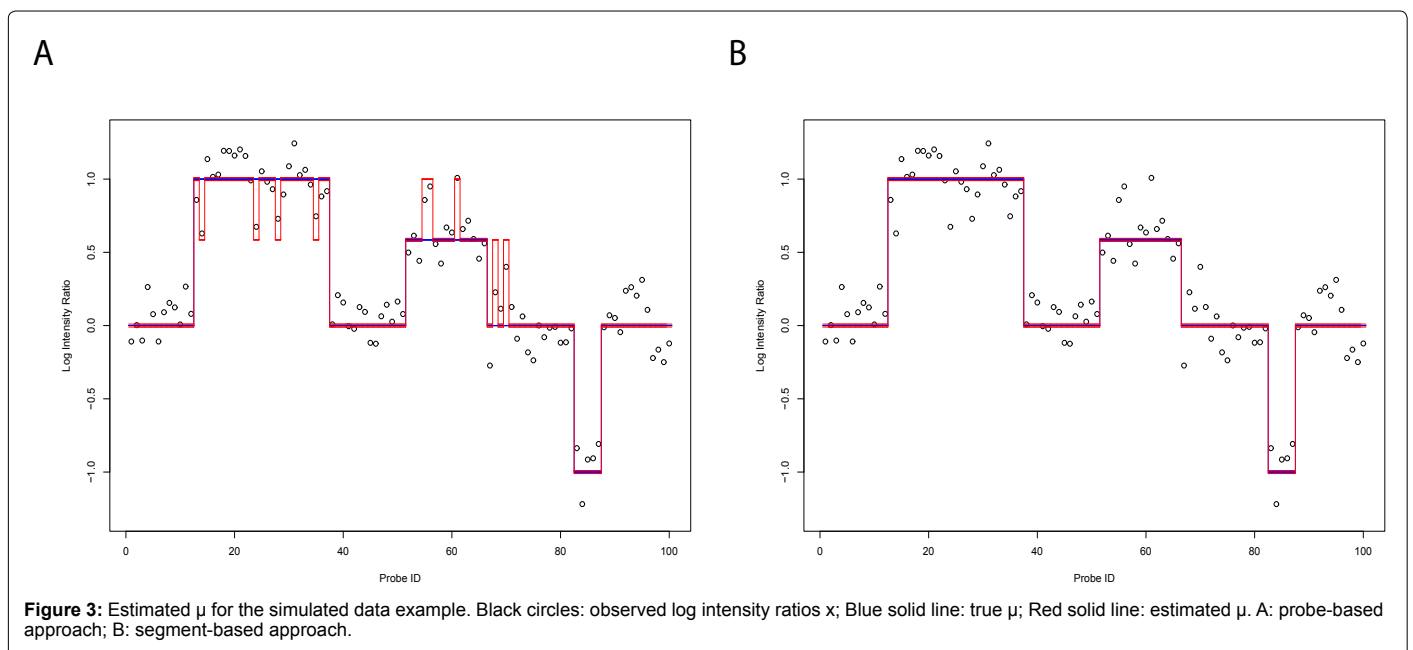 A
B
Log Intensity Ratio
1.0
0.5
0.0
−0.5
−1.0
0 20 40 60 80 100
Probe ID
Log Intensity Ratio
1.0
0.5
0.0
−0.5
−1.0
0 20 40 60 80 100
Probe ID
Figure 3: Estimated µ for the simulated data example. Black circles: observed log intensity ratios x; Blue solid line: true µ; Red solid line: estimated µ. A: probe-based
approach; B: segment-based approach.